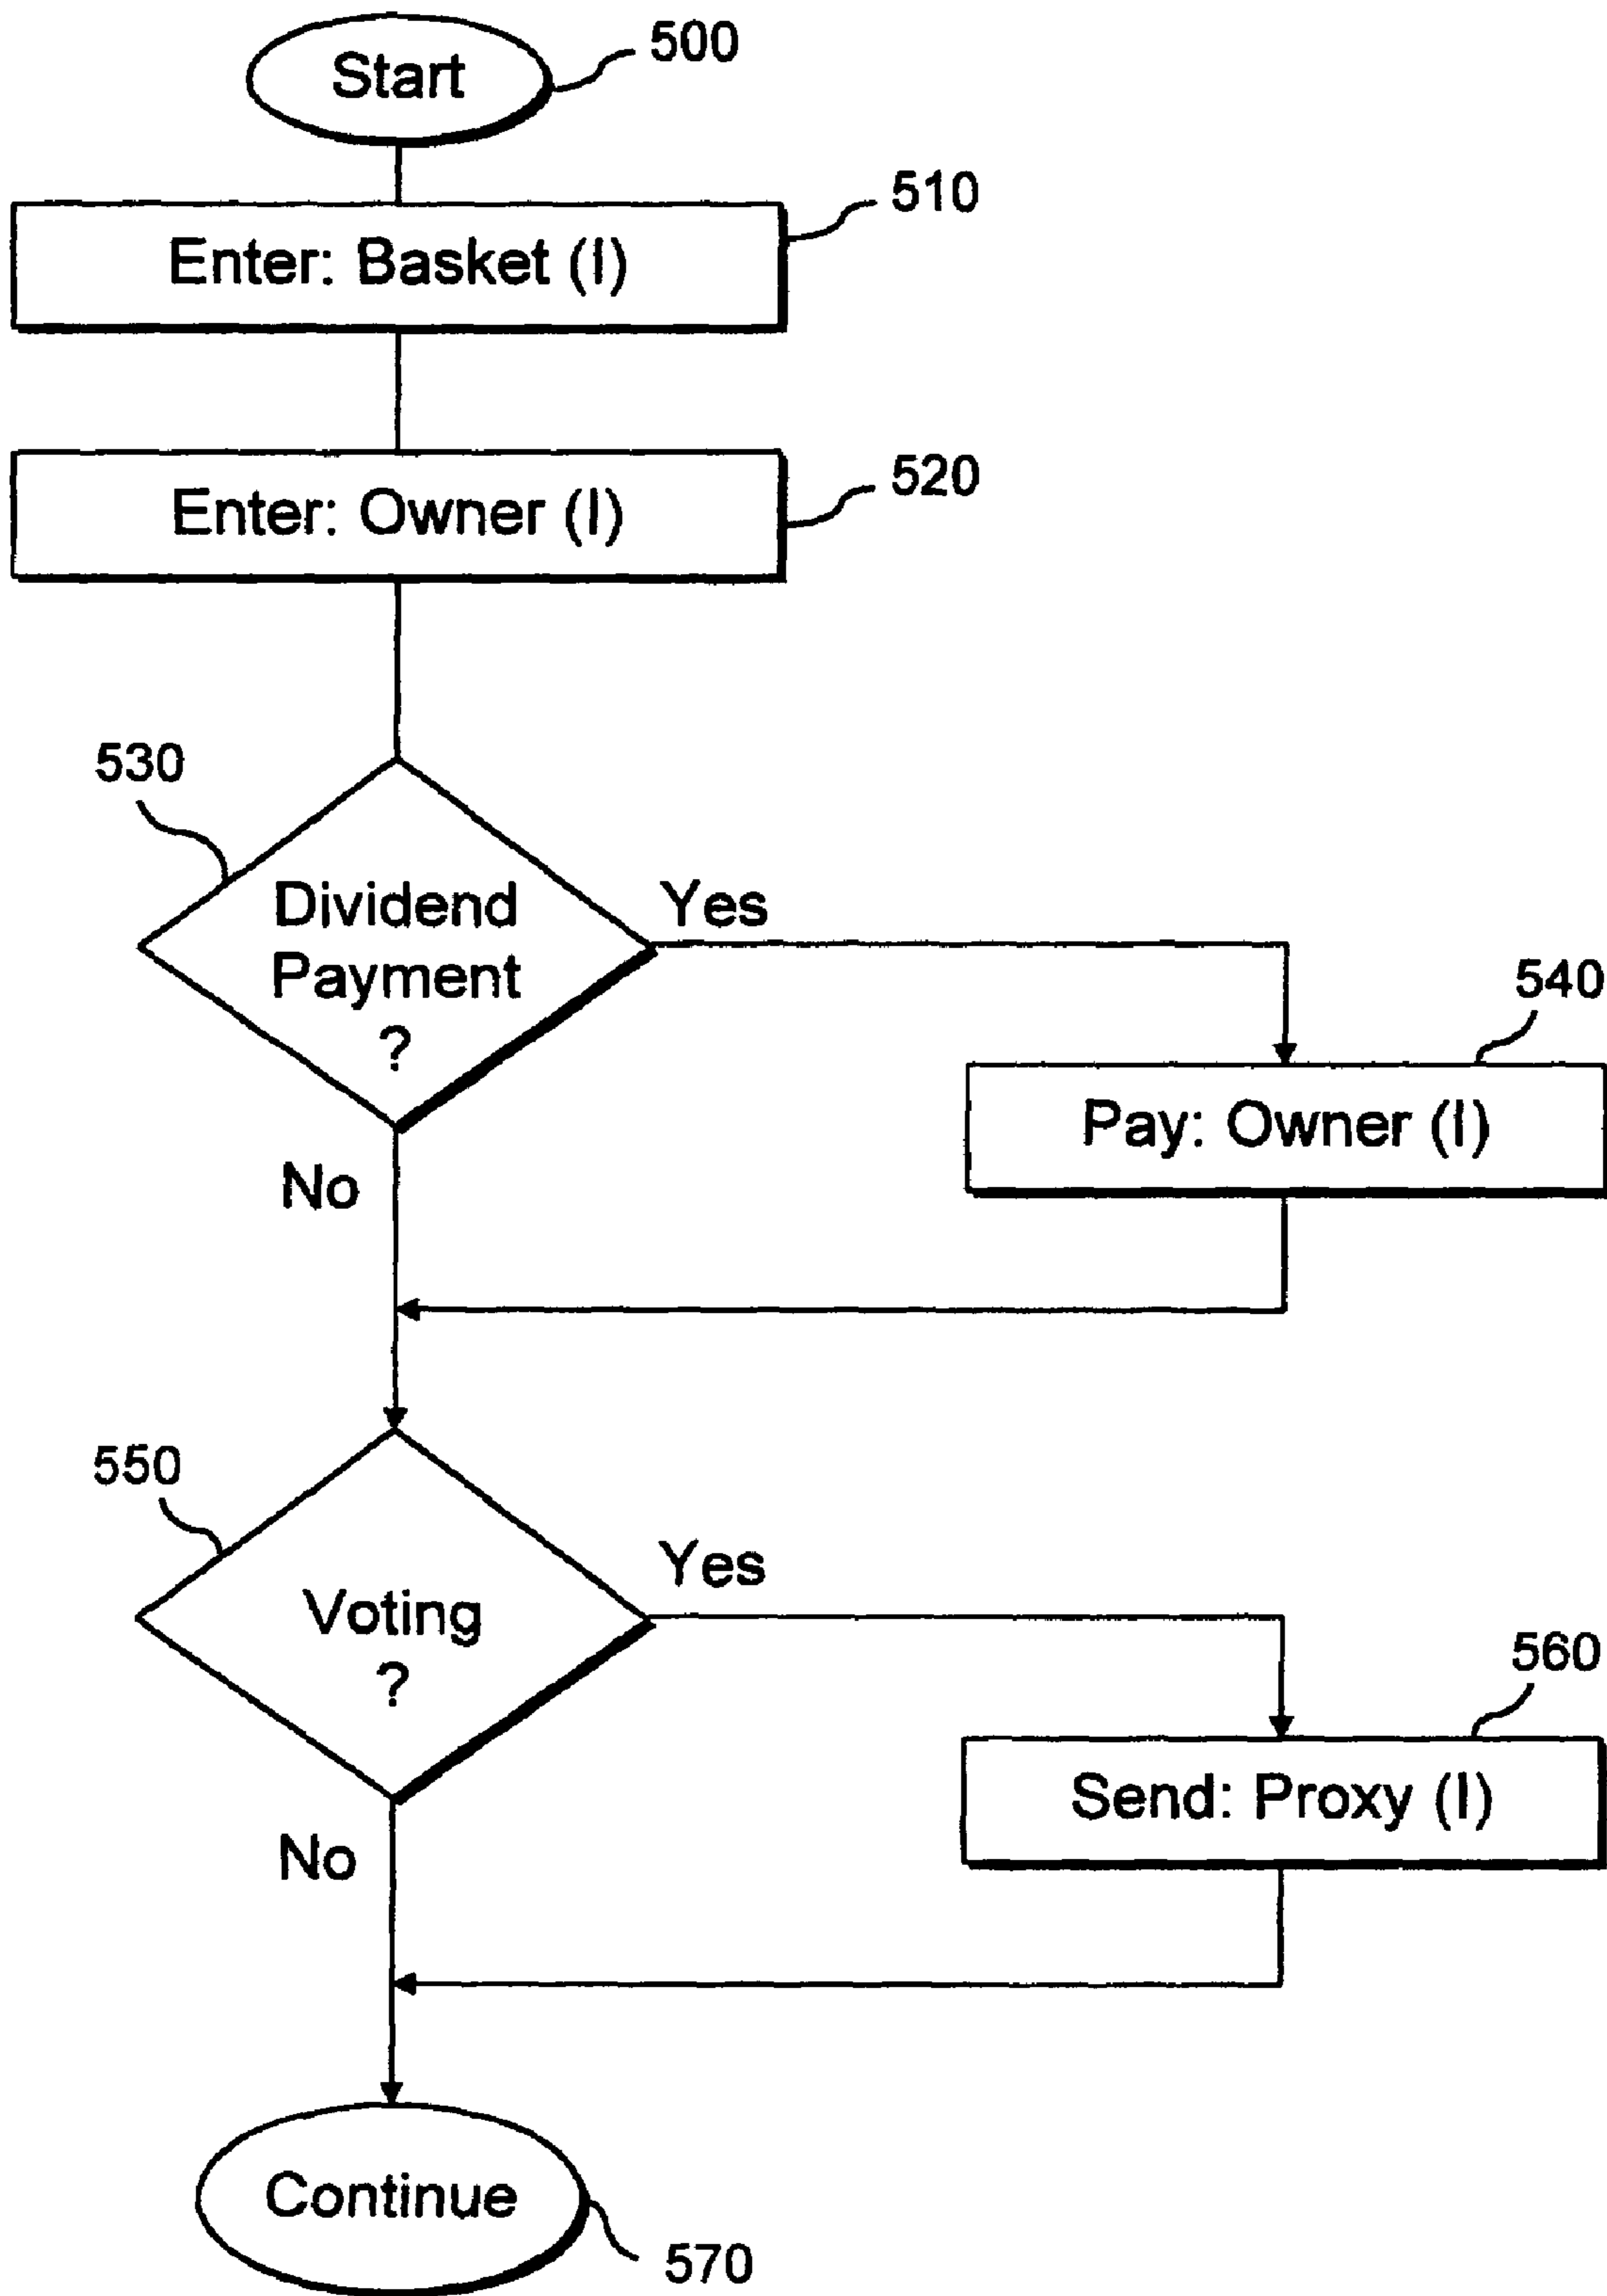 Start
500
510
Enter: Basket (I)
520
Enter: Owner (I)
530
Dividend
Payment
?
Yes
540
Pay: Owner (I)
No
550
Voting
?
Yes
560
Send: Proxy (I)
No
Continue
570